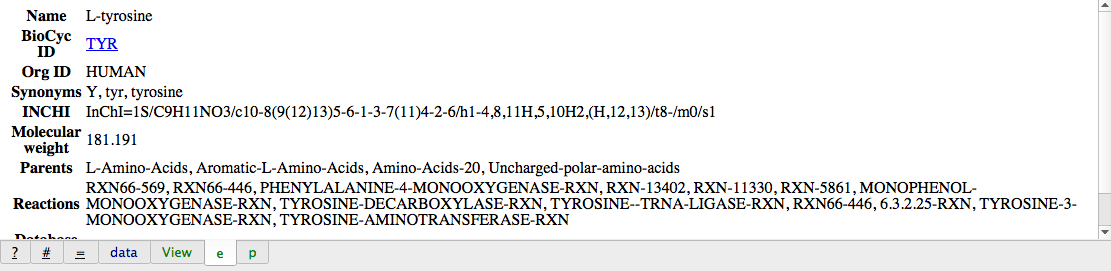 Name L-tyrosine
BioCyc
ID TYR
Org ID HUMAN
Synonyms Y, tyr, tyrosine
INCHI InChI=1S/C9H11NO3/c10-8(9(12)13)5-6-1-3-7(11)4-2-6/h1-4,8,11H,5,10H2,(H,12,13)/t8-/m0/s1
Molecular
weight 181.191
Parents L-Amino-Acids, Aromatic-L-Amino-Acids, Amino-Acids-20, Uncharged-polar-amino-acids
Reactions RXN66-569, RXN66-446, PHENYLALANINE-4-MONOOXYGENASE-RXN, RXN-13402, RXN-11330, RXN-5861, MONOPHENOL-
MONOOXYGENASE-RXN, TYROSINE-DECARBOXYLASE-RXN, TYROSINE--TRNA-LIGASE-RXN, RXN66-446, 6.3.2.25-RXN, TYROSINE-3-
MONOOXYGENASE-RXN, TYROSINE-AMINOTRANSFERASE-RXN
Database
? # = data View e p